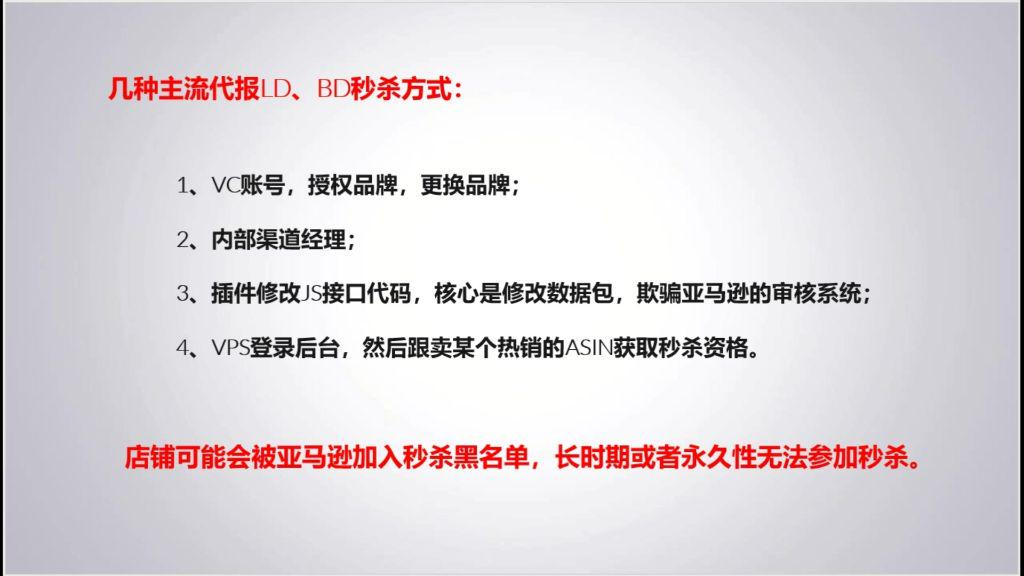 几种主流代报LD、BD秒杀方式：
1、VC账号，授权品牌，更换品牌；
2、内部渠道经理；
3、插件修改JS接口代码，核心是修改数据包，欺骗亚马逊的审核系统；
4、VPS登录后台，然后跟卖某个热销的ASIN获取秒杀资格。
店铺可能会被亚马逊加入秒杀黑名单，长时期或者永久性无法参加秒杀。